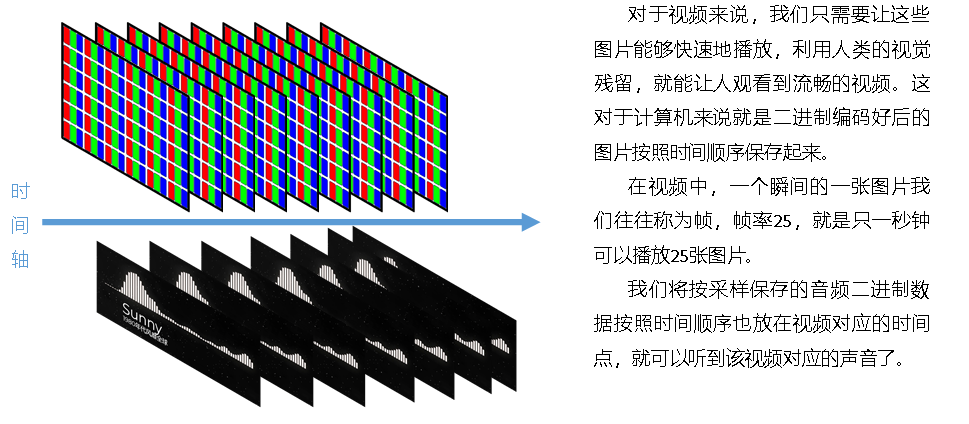 对于视频来说，我们只需要让这些
图片能够快速地播放，利用人类的视觉
残留，就能让人观看到流畅的视频。这
对于计算机来说就是二进制编码好后的
图片按照时间顺序保存起来。
在视频中，一个瞬间的一张图片我
们往往称为帧，帧率25，就是只一秒钟
可以播放25张图片。
我们将按采样保存的音频二进制数
据按照时间顺序也放在视频对应的时间
点，就可以听到该视频对应的声音了。
时
间
轴
Sunny